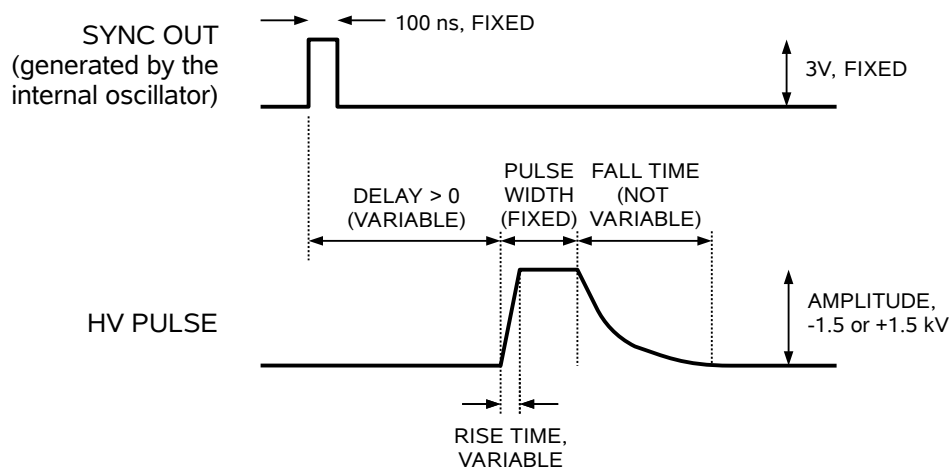 100 ns, FIXED
SYNC OUT
(generated by the
internal oscillator)
3V, FIXED
DELAY > 0
(VARIABLE)
PULSE
WIDTH
(FIXED)
FALL TIME
(NOT
VARIABLE)
HV PULSE
AMPLITUDE,
-1.5 or +1.5 kV
RISE TIME,
VARIABLE